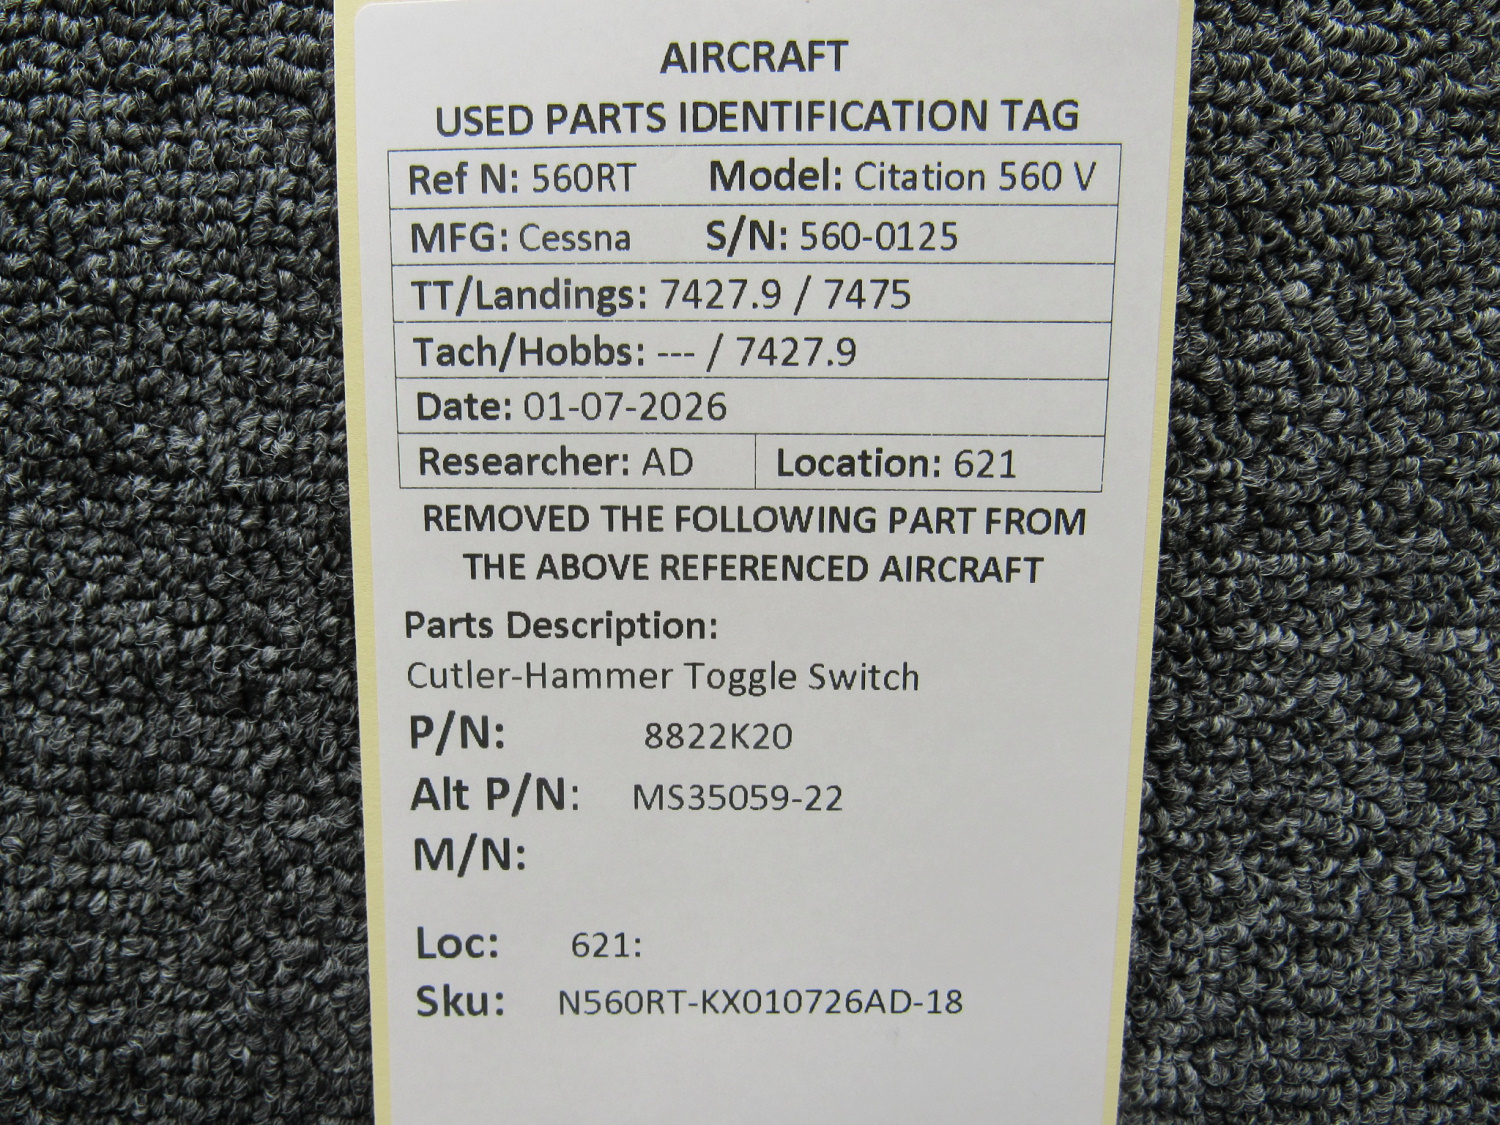 AIRCRAFT
USED PARTS IDENTIFICATION TAG
Ref N: 560RT Model: Citation 560 V
MFG: Cessna S/N: 560-0125
TT/Landings: 7427.9 / 7475
Tach/Hobbs: --- / 7427.9
Date: 01-07-2026
Researcher: AD Location: 621
REMOVED THE FOLLOWING PART FROM
THE ABOVE REFERENCED AIRCRAFT
Parts Description:
Cutler-Hammer Toggle Switch
P/N: 8822K20
Alt P/N: MS35059-22
M/N:
Loc: 621:
Sku: N560RT-KX010726AD-18